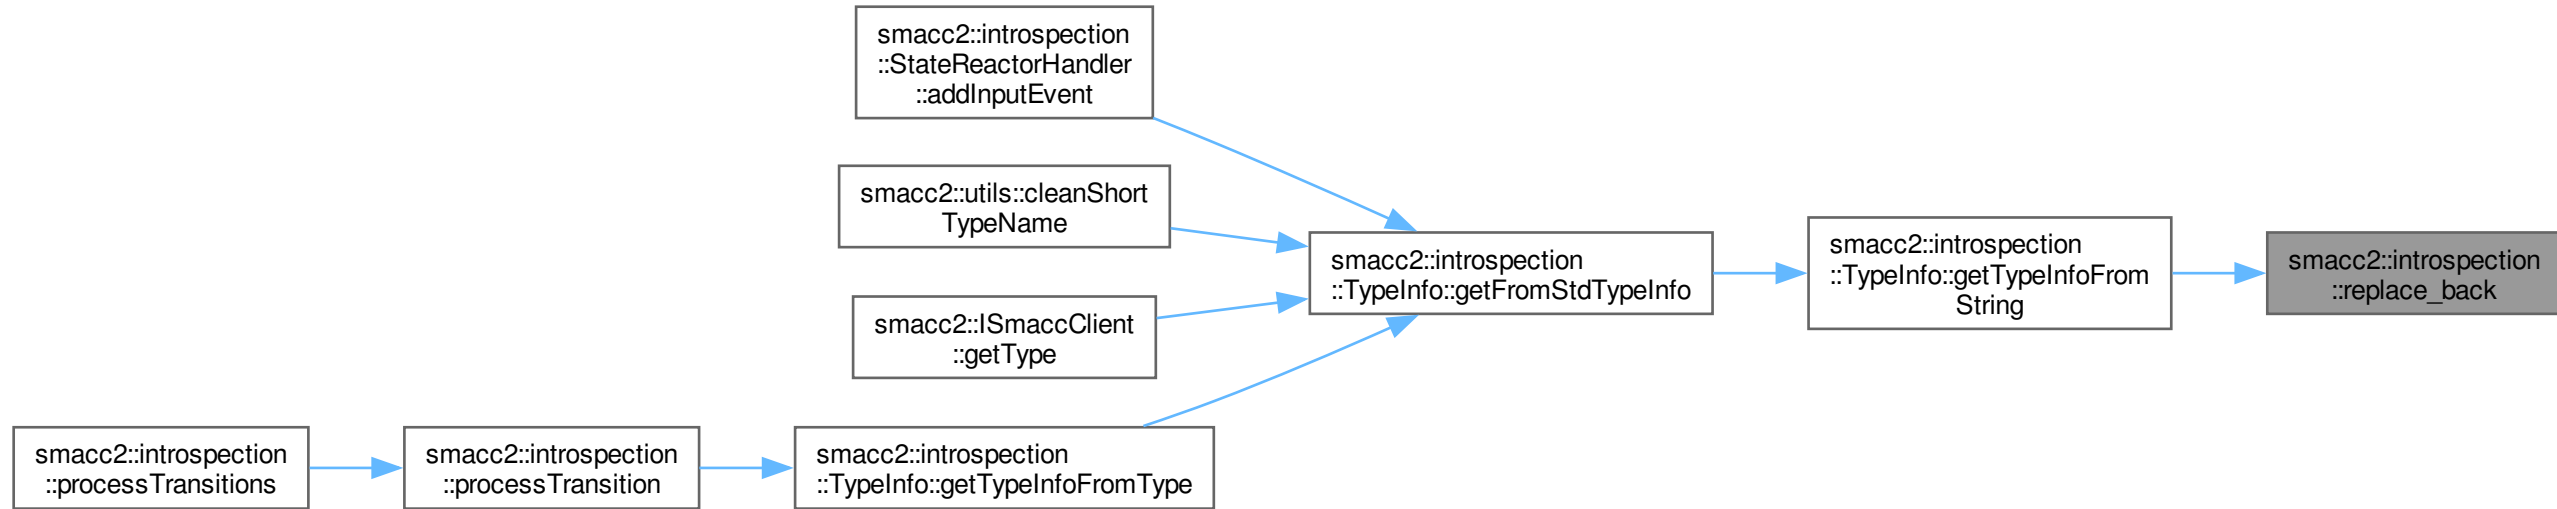 smacc2::introspection
::StateReactorHandler
::addInputEvent
smacc2::utils::cleanShort
TypeName
smacc2::ISmaccClient
::getType
smacc2::introspection
::processTransitions
smacc2::introspection
::processTransition
smacc2::introspection
::TypeInfo::getTypeInfoFromType
smacc2::introspection
::TypeInfo::getFromStdTypeInfo
smacc2::introspection
::TypeInfo::getTypeInfoFrom
String
smacc2::introspection
::replace_back